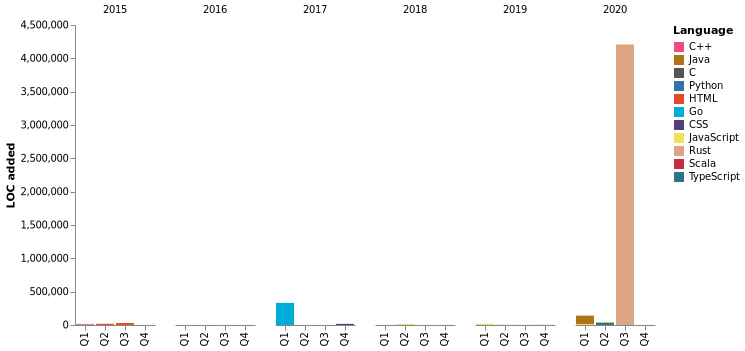 2015 2016 2017 2018 2019 2020
LOC added
4,500,000
4,000,000
3,500,000
3,000,000
2,500,000
2,000,000
1,500,000
1,000,000
500,000
0
Q1 Q2 Q3 Q4 Q1 Q2 Q3 Q4 Q1 Q2 Q3 Q4 Q1 Q2 Q3 Q4 Q1 Q2 Q3 Q4 Q1 Q2 Q3 Q4
Language
C++
Java
C
Python
HTML
Go
CSS
JavaScript
Rust
Scala
TypeScript